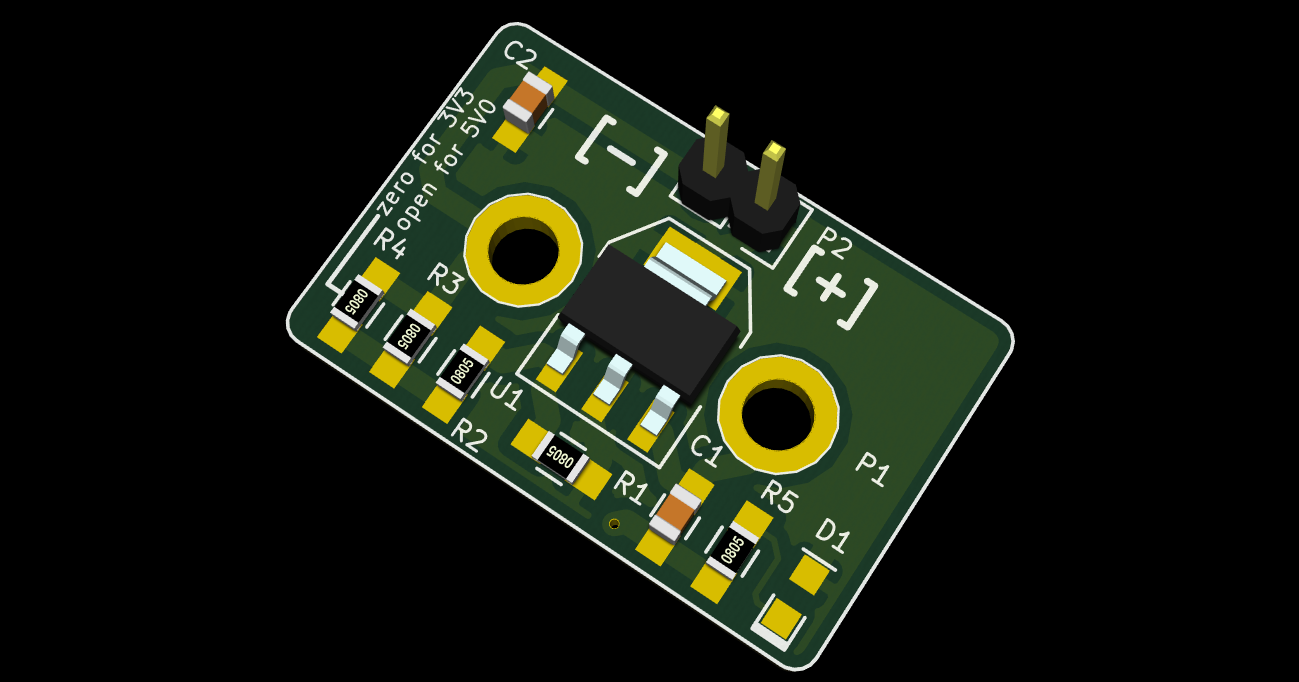 C2
zero for 3V3
open for 5V0
[-]
P2
[+]
R4
R3
0805
0805
0805
U1
R2
0805
R1
C1
R5
P1
D1
0805